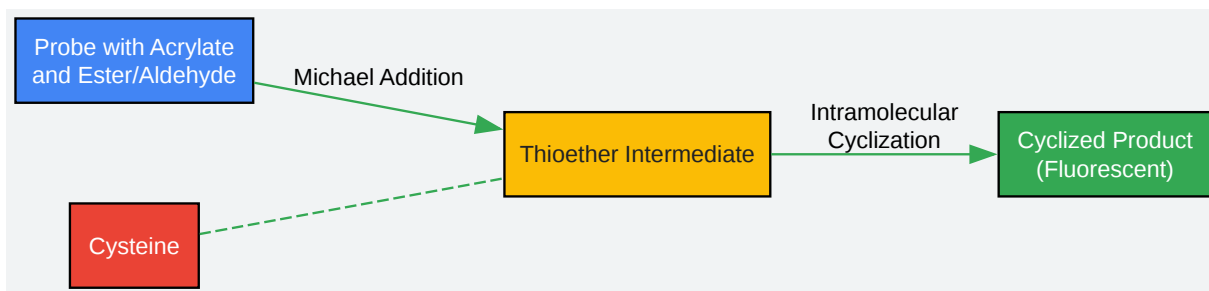 Probe with Acrylate
and Ester/Aldehyde
Michael Addition
Thioether Intermediate
Intramolecular
Cyclization
Cyclized Product
(Fluorescent)
Cysteine